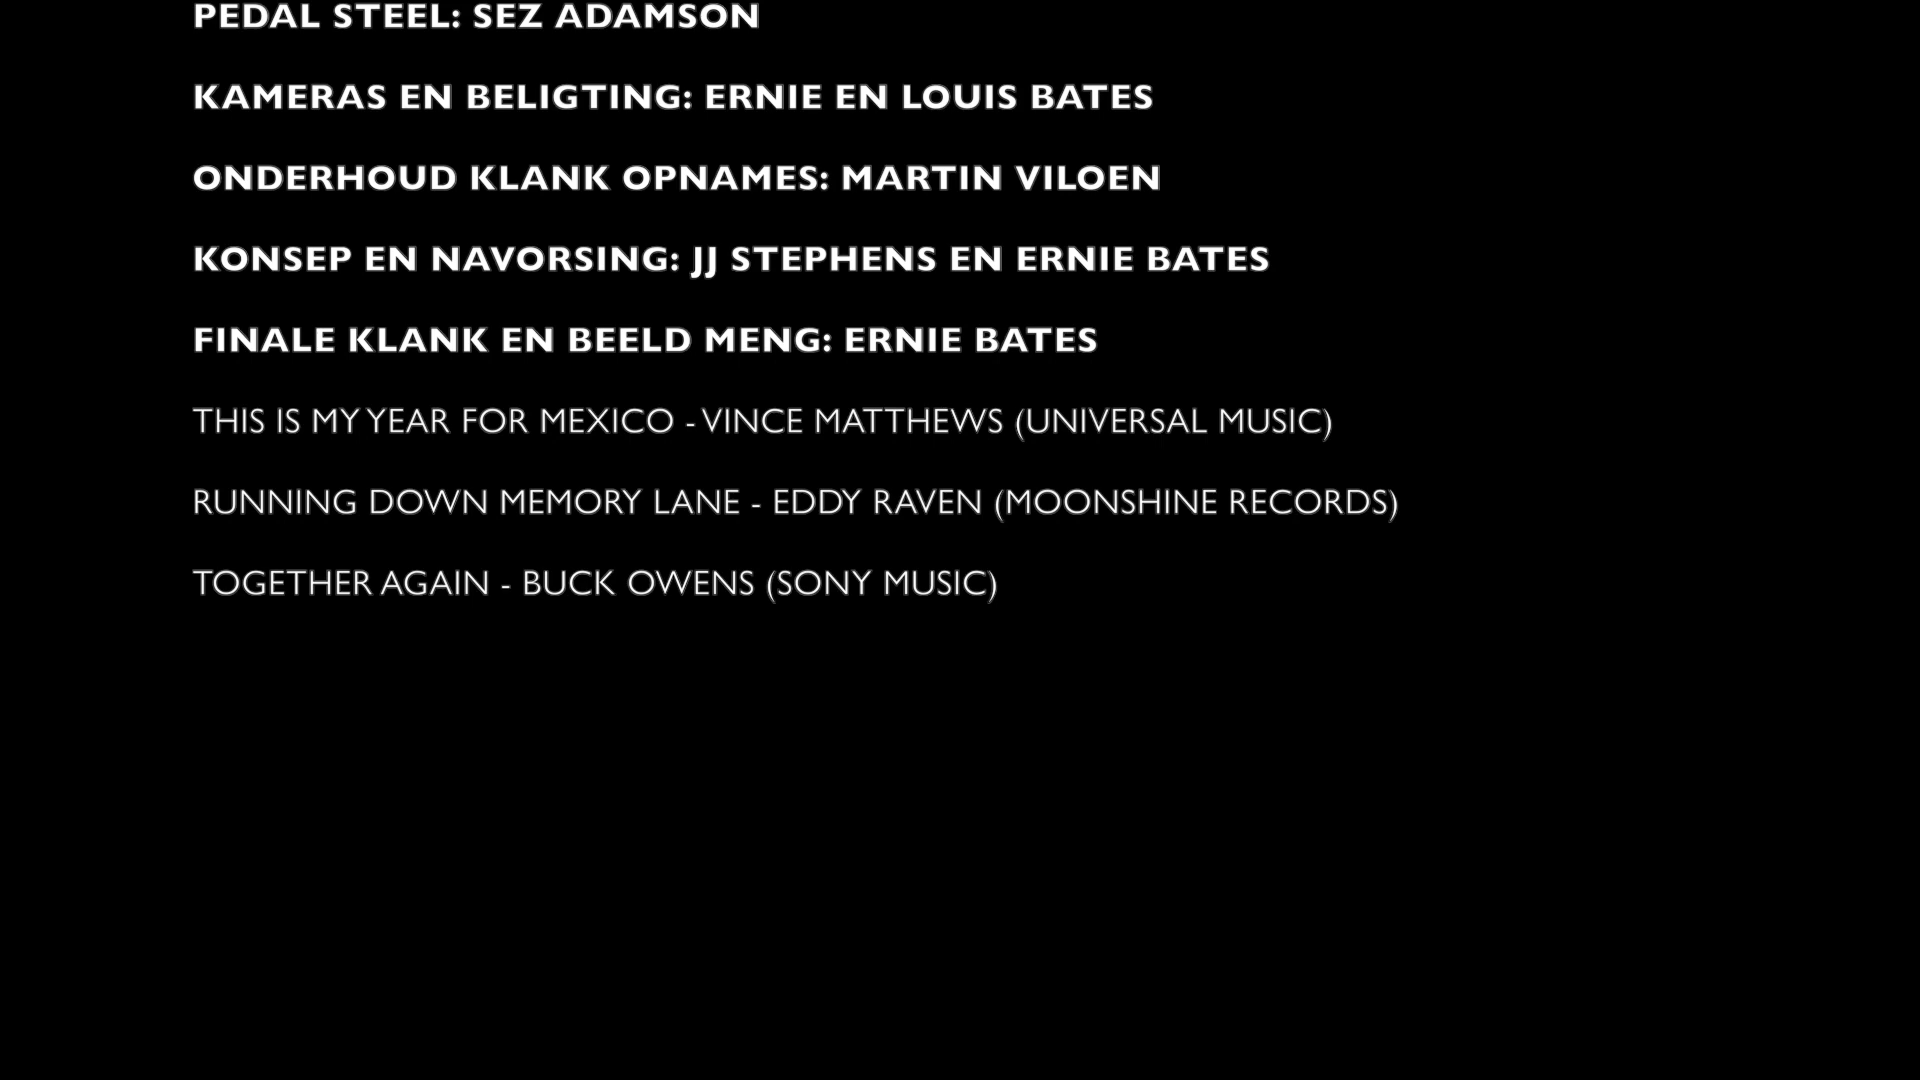 PEDAL STEEL: SEZ ADAMSON
KAMERAS EN BELIGTING: ERNIE EN LOUIS BATES
ONDERHOUD KLANK OPNAMES: MARTIN VILOEN
KONSEP EN NAVORSING: JJ STEPHENS EN ERNIE BATES
FINALE KLANK EN BEELD MENG: ERNIE BATES
THIS IS MY YEAR FOR MEXICO - VINCE MATTHEWS (UNIVERSAL MUSIC)
RUNNING DOWN MEMORY LANE - EDDY RAVEN (MOONSHINE RECORDS)
TOGETHER AGAIN - BUCK OWENS (SONY MUSIC)